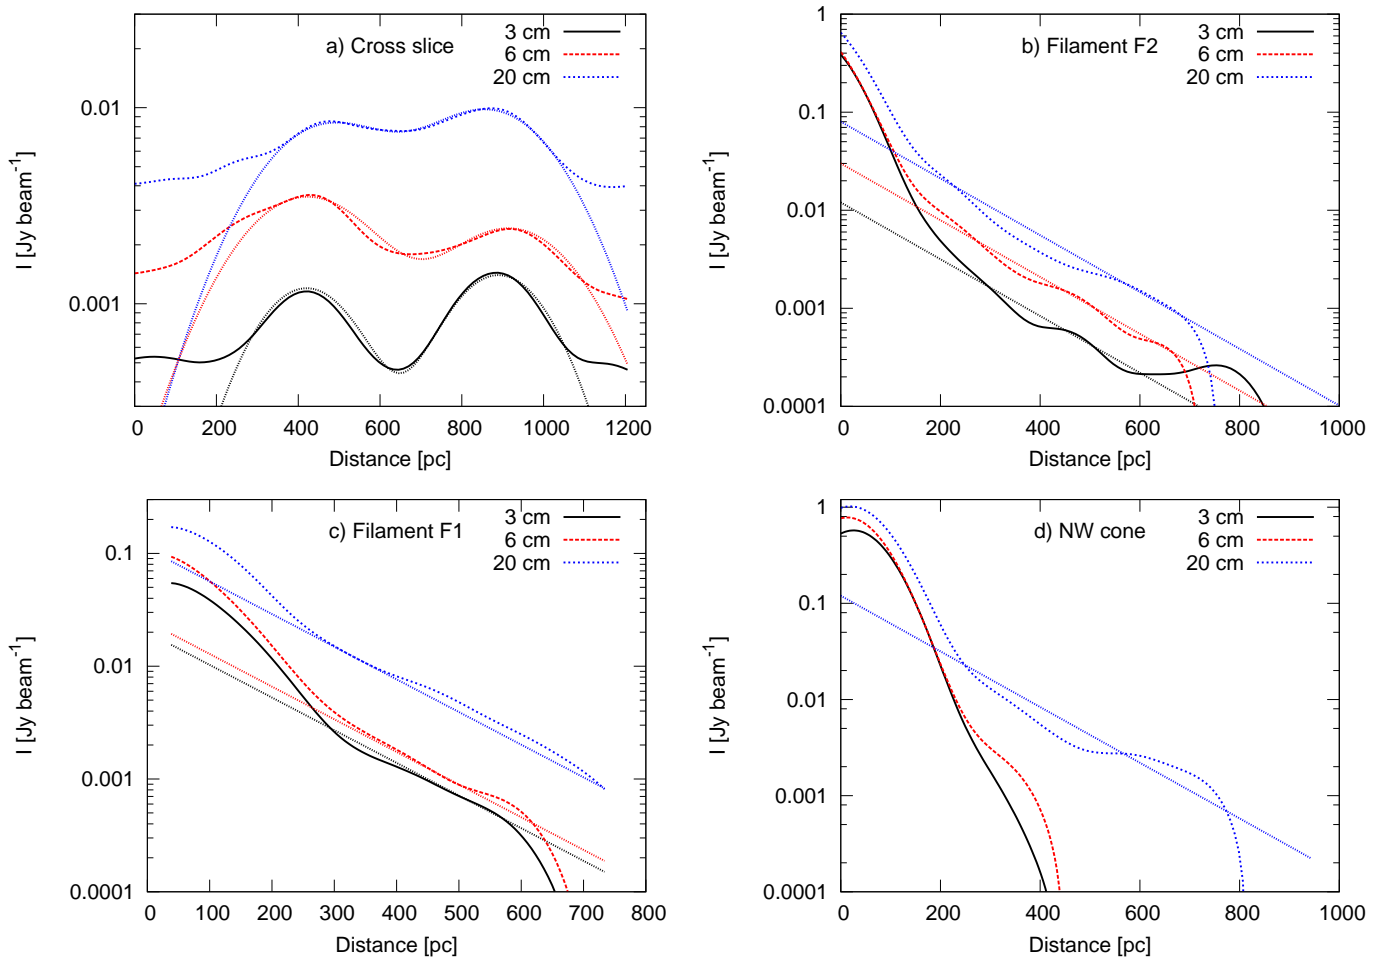 a) Cross slice
3 cm
6 cm
20 cm
0.01
0.001
I [Jy beam-1]
0 200 400 600 800 1000 1200
Distance [pc]
b) Filament F2
3 cm
6 cm
20 cm
1
0.1
0.01
0.001
0.0001
I [Jy beam-1]
0 200 400 600 800 1000
Distance [pc]
c) Filament F1
3 cm
6 cm
20 cm
0.1
0.01
0.001
0.0001
I [Jy beam-1]
0 100 200 300 400 500 600 700 800
Distance [pc]
d) NW cone
3 cm
6 cm
20 cm
1
0.1
0.01
0.001
0.0001
I [Jy beam-1]
0 200 400 600 800 1000
Distance [pc]